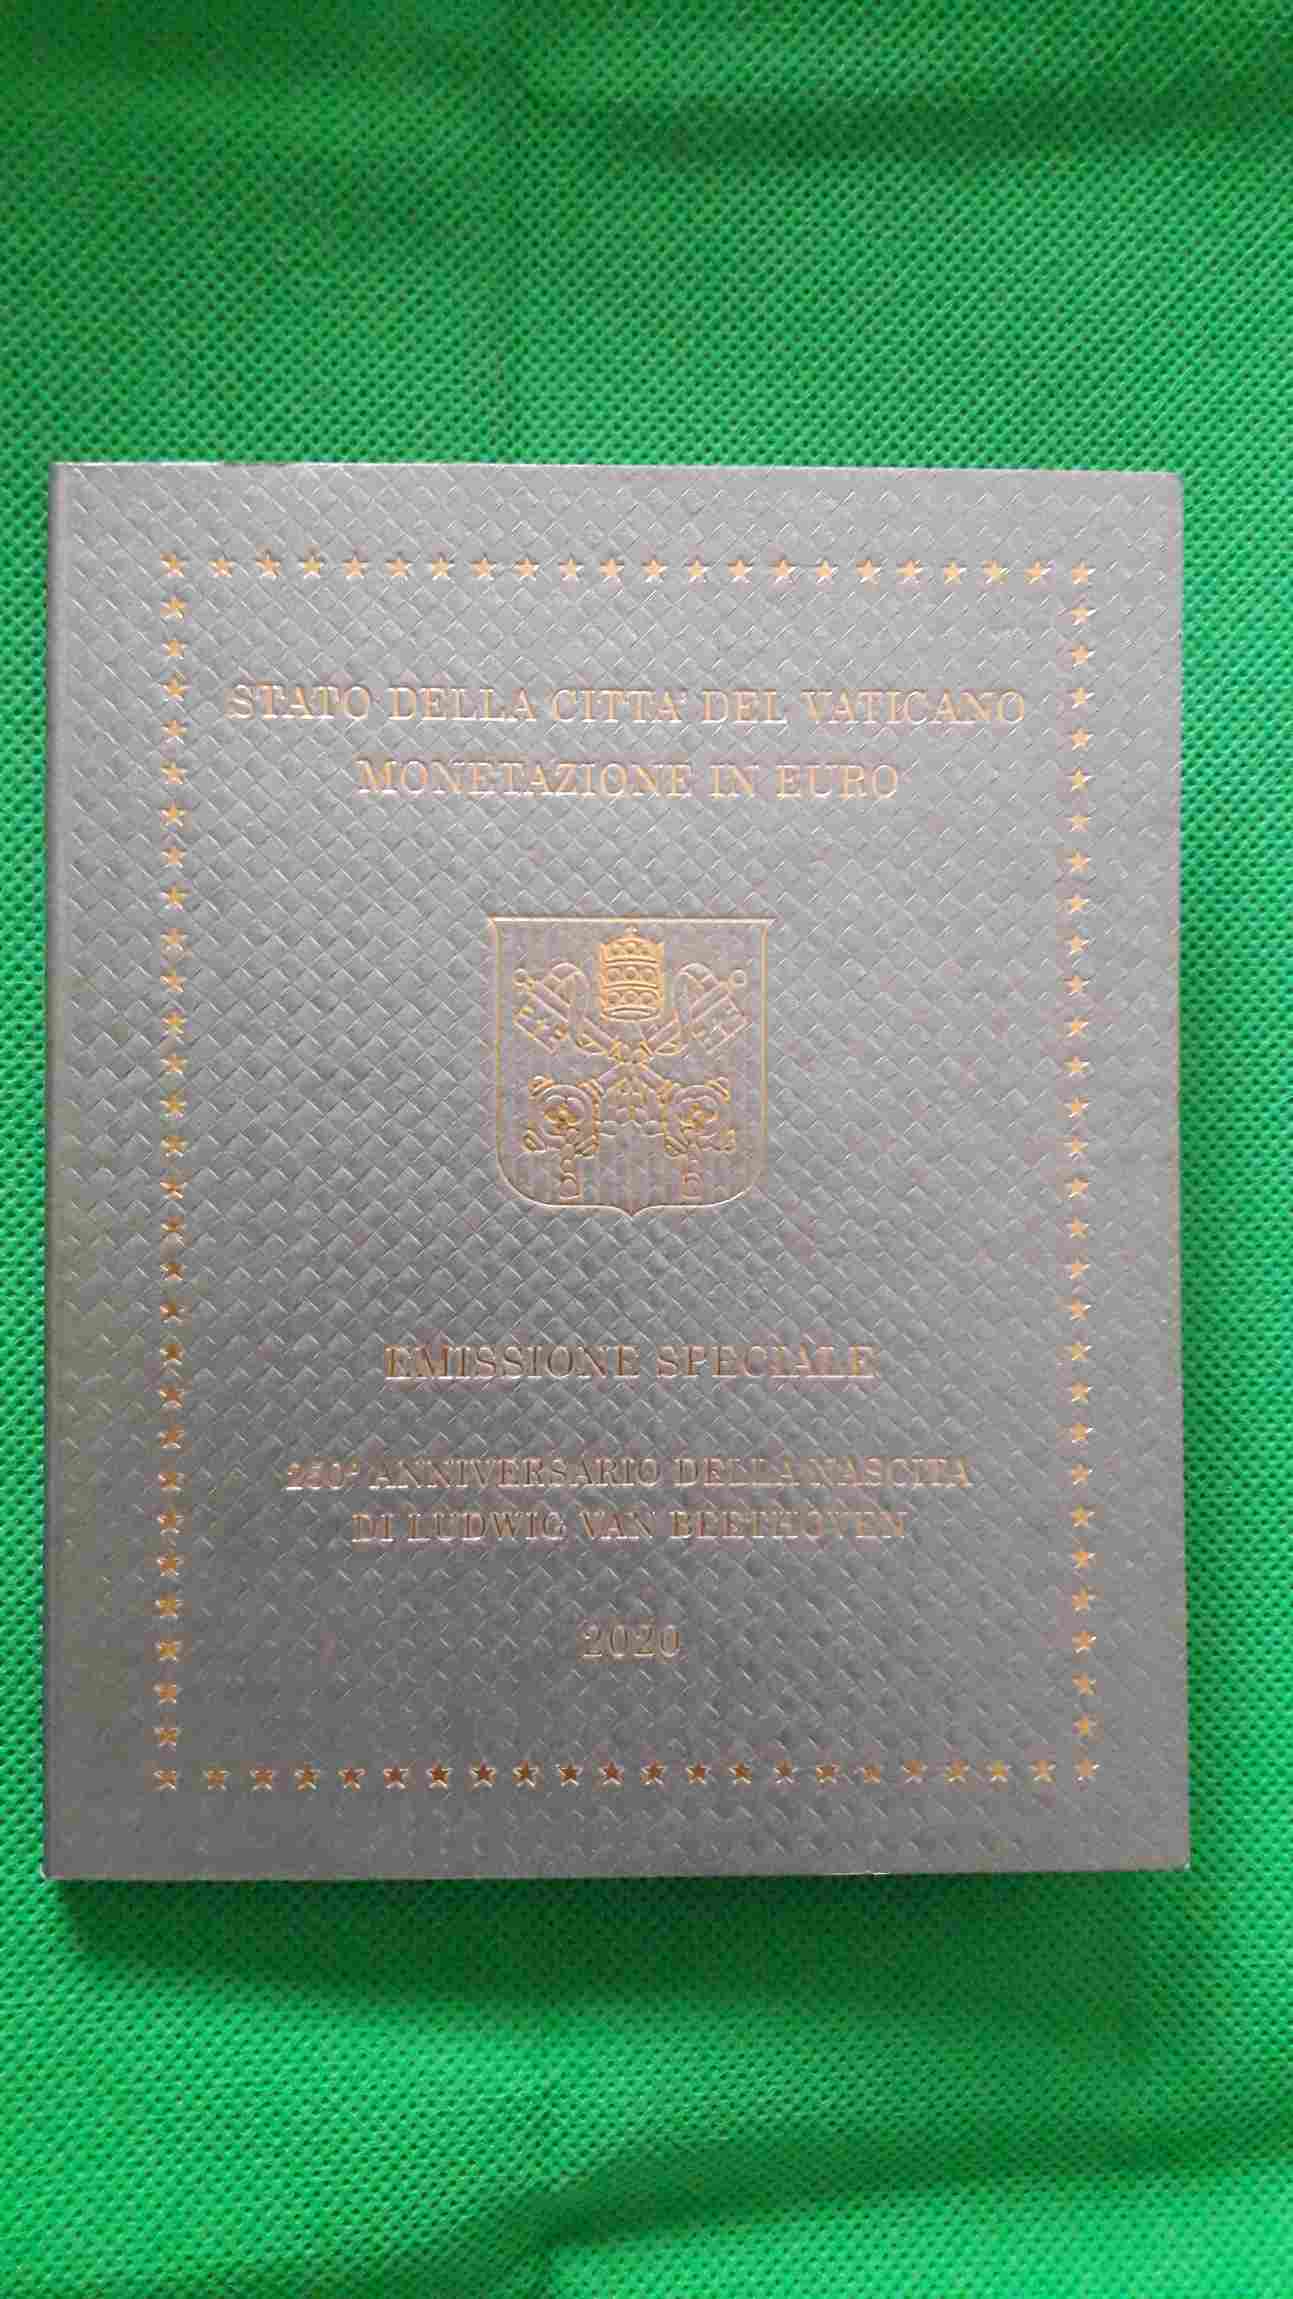 STATO DELLA CITTA' DEL VATICANO
MONETAZIONE IN EURO
EMISSIONE SPECIALE
250° ANNIVERSARIO DELLA NASCITA
DI LUDWIG VAN BEETHOVEN
2020